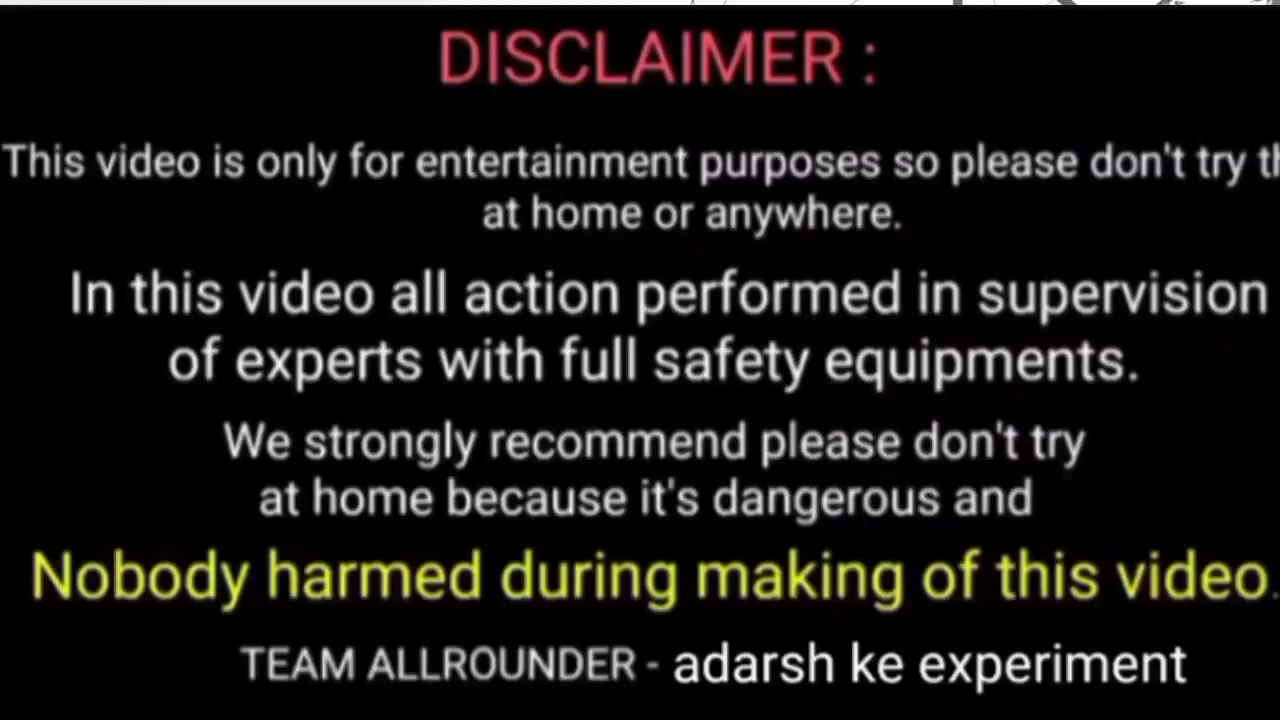 DISCLAIMER :
This video is only for entertainment purposes so please don't try
at home or anywhere.
In this video all action performed in supervision
of experts with full safety equipments.
We strongly recommend please don't try
at home because it's dangerous and
Nobody harmed during making of this video.
TEAM ALLROUNDER - adarsh ke experiment